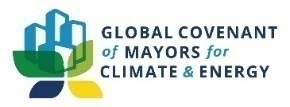 GLOBAL COVENANT
of MAYORS for
CLIMATE & ENERGY